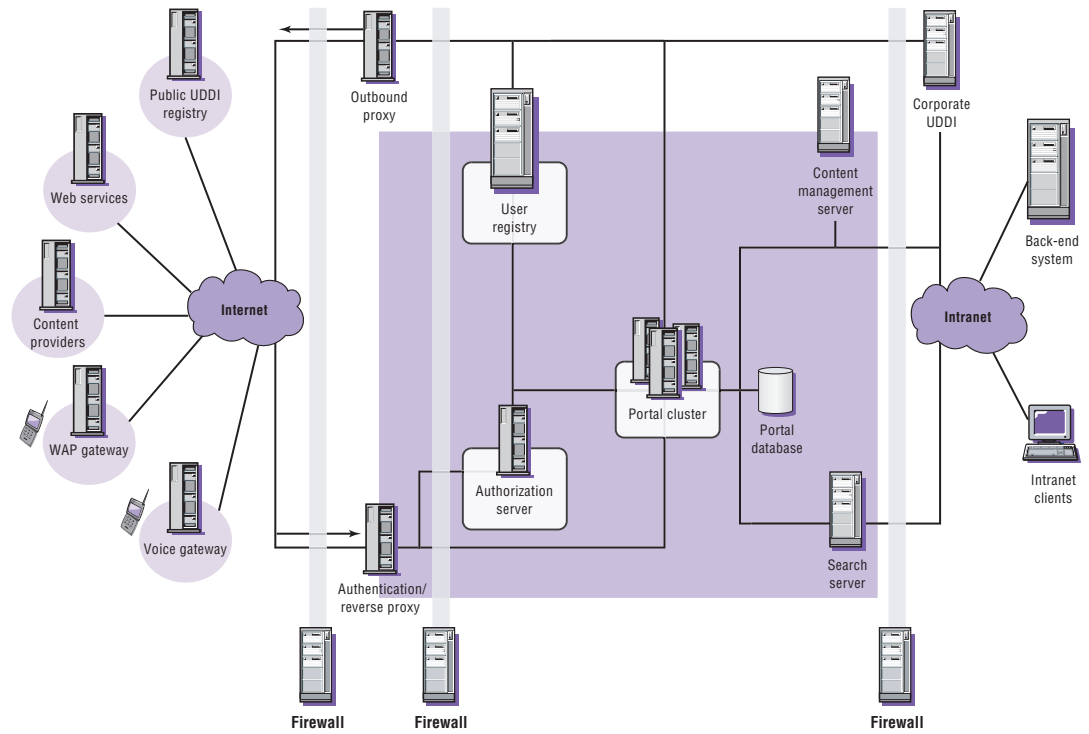 Public UDDI
registry
Outbound
proxy
Corporate
UDDI
Web services
User
registry
Content
management
server
Back-end
system
Content
providers
Internet
Intranet
WAP gateway
Portal cluster
Portal
database
Authorization
server
Intranet
clients
Voice gateway
Authentication/
reverse proxy
Search
server
Firewall
Firewall
Firewall